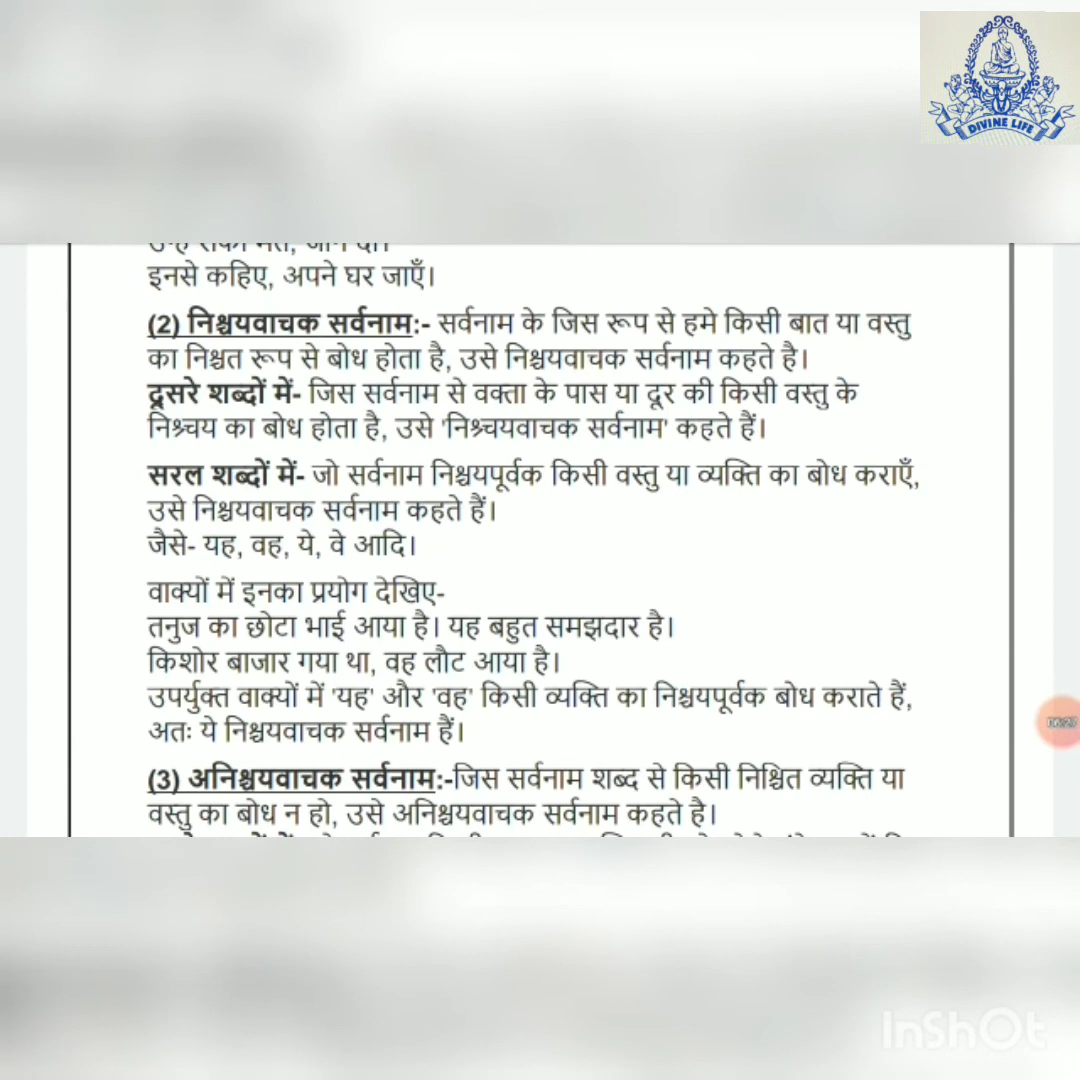 DIVINE LIFE
इनसे कहिए, अपने घर जाएँ।
(2) निश्चयवाचक सर्वनाम:- सर्वनाम के जिस रूप से हमे किसी बात या वस्तु
का निश्चत रूप से बोध होता है, उसे निश्चयवाचक सर्वनाम कहते है।
दूसरे शब्दों में- जिस सर्वनाम से वक्ता के पास या दूर की किसी वस्तु के
निश्र्चय का बोध होता है, उसे 'निश्र्चयवाचक सर्वनाम' कहते हैं।
सरल शब्दों में- जो सर्वनाम निश्चयपूर्वक किसी वस्तु या व्यक्ति का बोध कराएँ,
उसे निश्चयवाचक सर्वनाम कहते हैं।
जैसे- यह, वह, ये, वे आदि।
वाक्यों में इनका प्रयोग देखिए-
तनुज का छोटा भाई आया है। यह बहुत समझदार है।
किशोर बाजार गया था, वह लौट आया है।
उपर्युक्त वाक्यों में 'यह' और 'वह' किसी व्यक्ति का निश्चयपूर्वक बोध कराते हैं,
अतः ये निश्चयवाचक सर्वनाम हैं।
(3) अनिश्चयवाचक सर्वनाम:-जिस सर्वनाम शब्द से किसी निश्चित व्यक्ति या
वस्तु का बोध न हो, उसे अनिश्चयवाचक सर्वनाम कहते है।
InShOt